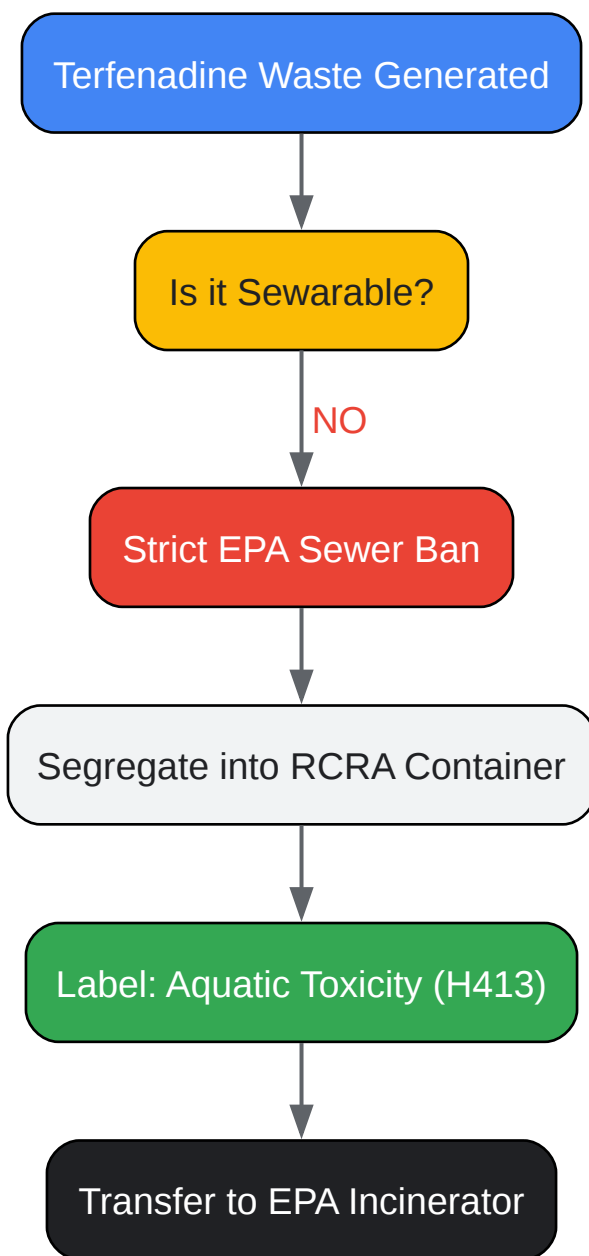 Terfenadine Waste Generated
Is it Sewarable?
NO
Strict EPA Sewer Ban
Segregate into RCRA Container
Label: Aquatic Toxicity (H413)
Transfer to EPA Incinerator